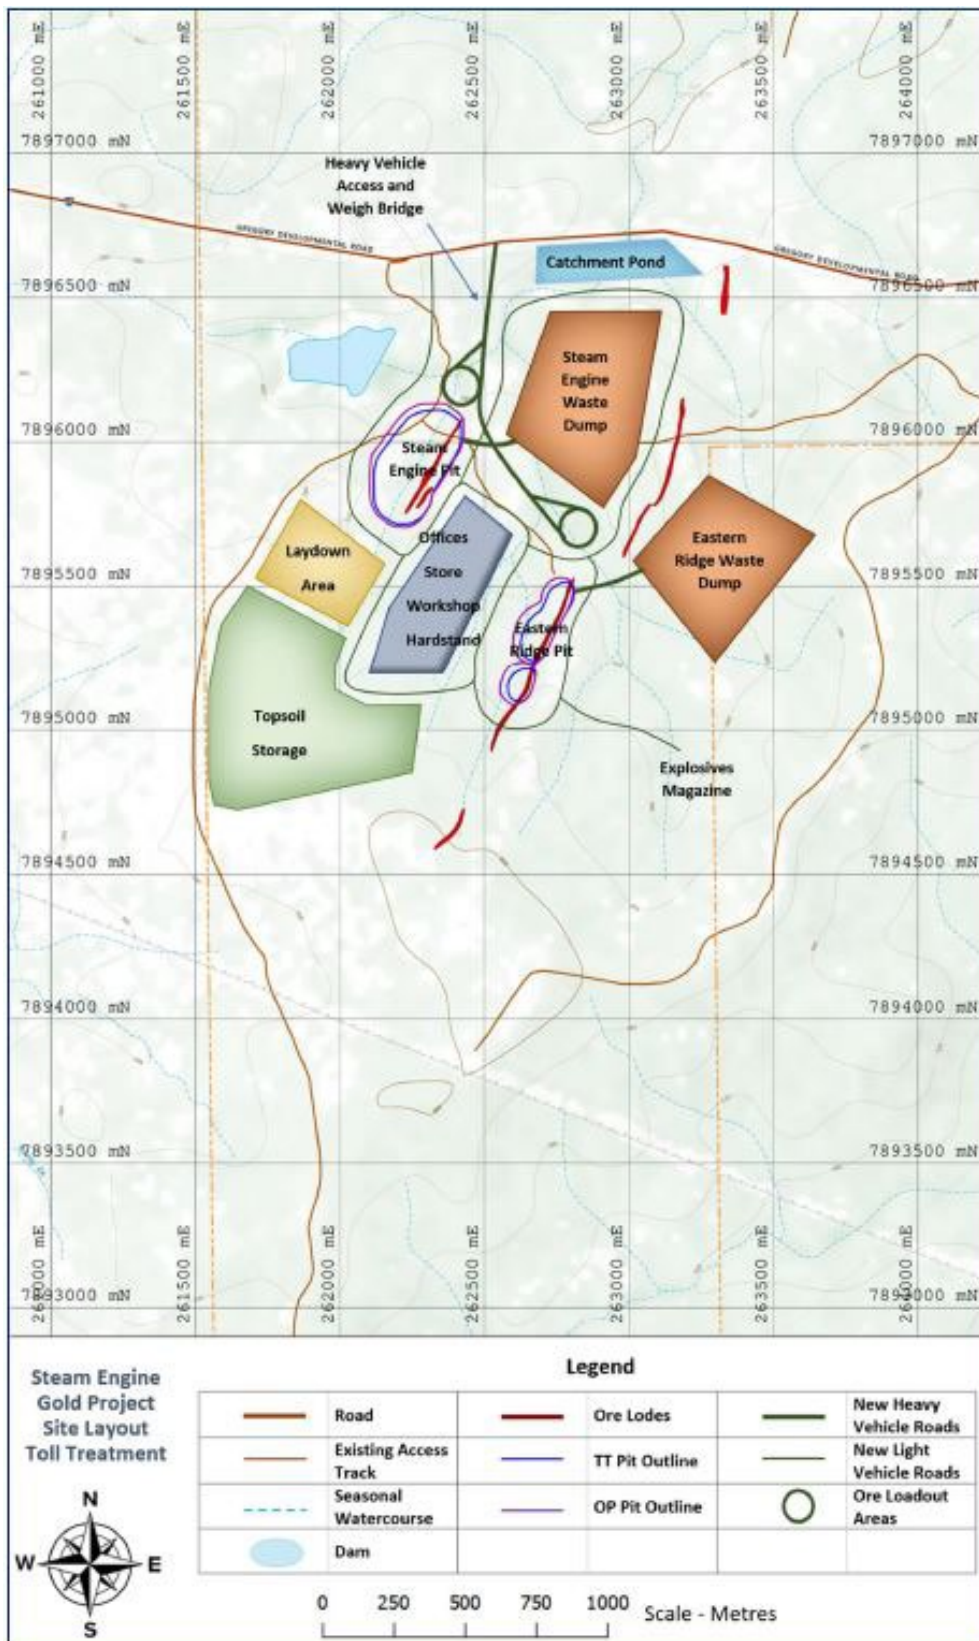 261000 mE
261500 mE
262000 mE
262500 mE
263000 mE
263500 mE
264000 mE
7897000 mN
7897000 mN
Heavy Vehicle
Access and
Weigh Bridge
GREGORY DEVELOPMENTAL ROAD
GREGORY DEVELOPMENTAL ROAD
Catchment Pond
7896500 mN
7896500 mN
Steam
Engine
Waste
Dump
7896000 mN
7896000 mN
Steam
Engine Pit
Offices
Store
Workshop
Hardstand
Laydown
Area
Eastern
Ridge Waste
Dump
7895500 mN
7895500 mN
Eastern
Ridge Pit
Topsoil
Storage
7895000 mN
7895000 mN
Explosives
Magazine
7894500 mN
7894500 mN
7894000 mN
7894000 mN
7893500 mN
7893500 mN
261000 mE
261500 mE
262000 mE
262500 mE
263000 mE
263500 mE
264000 mE
7893000 mN
7893000 mN
Steam Engine
Gold Project
Site Layout
Toll Treatment
Legend
Road
Ore Lodes
New Heavy
Vehicle Roads
Existing Access
Track
TT Pit Outline
New Light
Vehicle Roads
Seasonal
Watercourse
OP Pit Outline
Ore Loadout
Areas
Dam
N
W
E
S
0 250 500 750 1000
Scale - Metres